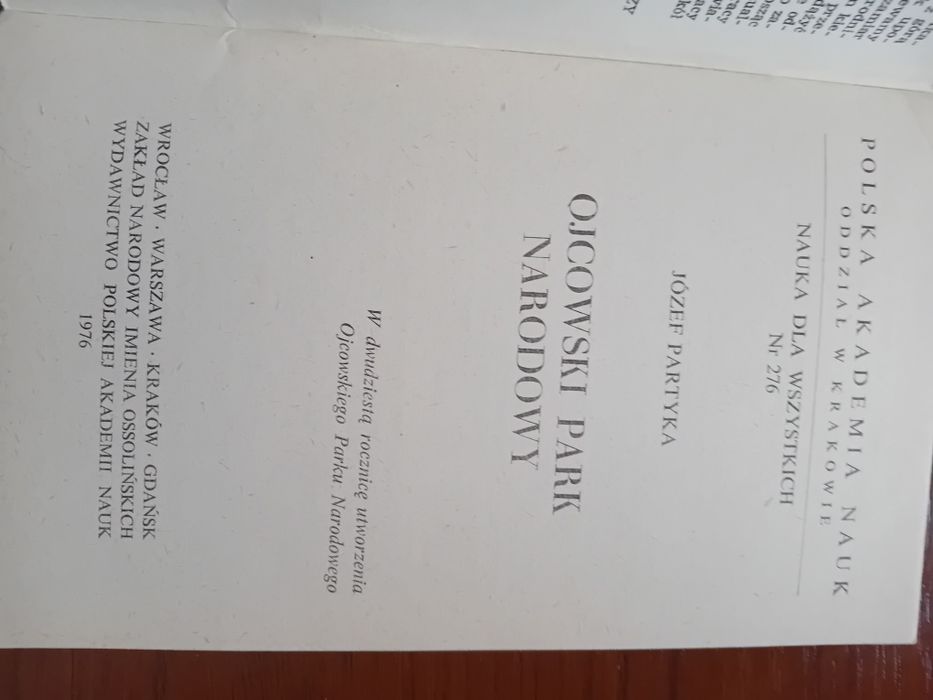 POLSKA AKADEMIA NAUK
ODDZIAŁ W KRAKOWIE
NAUKA DLA WSZYSTKICH
Nr 276
JÓZEF PARTYKA
OJCOWSKI PARK
NARODOWY
W dwudziestą rocznicę utworzenia
Ojcowskiego Parku Narodowego
WROCŁAW · WARSZAWA · KRAKÓW · GDAŃSK
ZAKŁAD NARODOWY IMIENIA OSSOLIŃSKICH
WYDAWNICTWO POLSKIEJ AKADEMII NAUK
1976